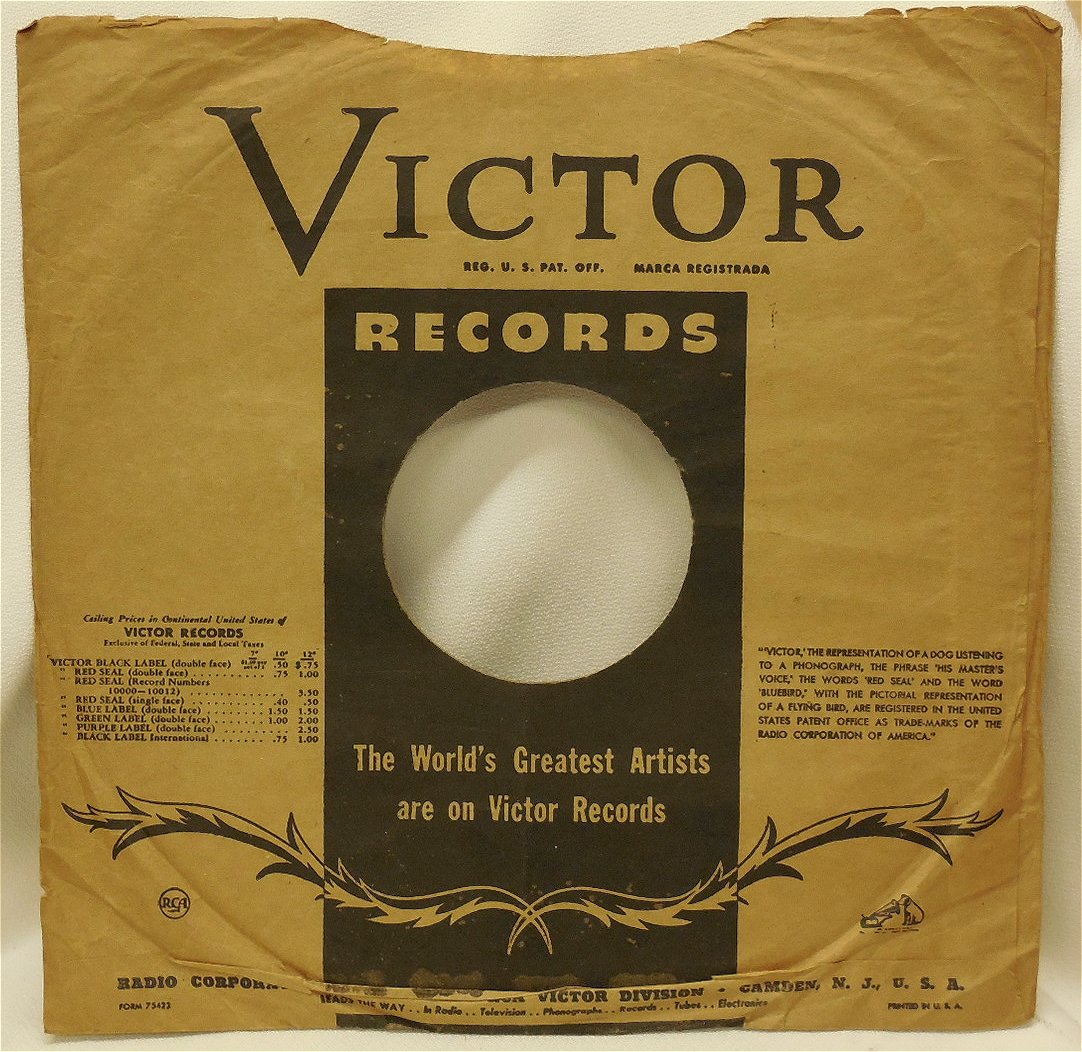 VICTOR
REG. U. S. PAT. OFF. MARCA REGISTRADA
RECORDS
Ceiling Prices in Continental United States of
VICTOR RECORDS
Exclusive of Federal, State and Local Taxes
7" 10" 12"
VICTOR BLACK LABEL (double face) .50 $.75
" RED SEAL (double face) .......... .75 1.00
" RED SEAL (Record Numbers
10000—10012) .................. 3.50
" RED SEAL (single face) .......... .40 .50
" BLUE LABEL (double face) ........ 1.50 1.50
" GREEN LABEL (double face) ....... 1.00 2.00
" PURPLE LABEL (double face) ...... 2.50
" BLACK LABEL International ....... .75 1.00
"'VICTOR,' THE REPRESENTATION OF A DOG LISTENING
TO A PHONOGRAPH, THE PHRASE 'HIS MASTER'S
VOICE,' THE WORDS 'RED SEAL' AND THE WORD
'BLUEBIRD,' WITH THE PICTORIAL REPRESENTATION
OF A FLYING BIRD, ARE REGISTERED IN THE UNITED
STATES PATENT OFFICE AS TRADE-MARKS OF THE
RADIO CORPORATION OF AMERICA."
The World's Greatest Artists
are on Victor Records
RCA
RADIO CORPORA VICTOR DIVISION - CAMDEN, N. J., U. S. A.
FORM 75423 LEADS THE WAY . . In Radio . . Television . . Phonographs . . Records . . Tubes . . Electronics PRINTED IN U. S. A.